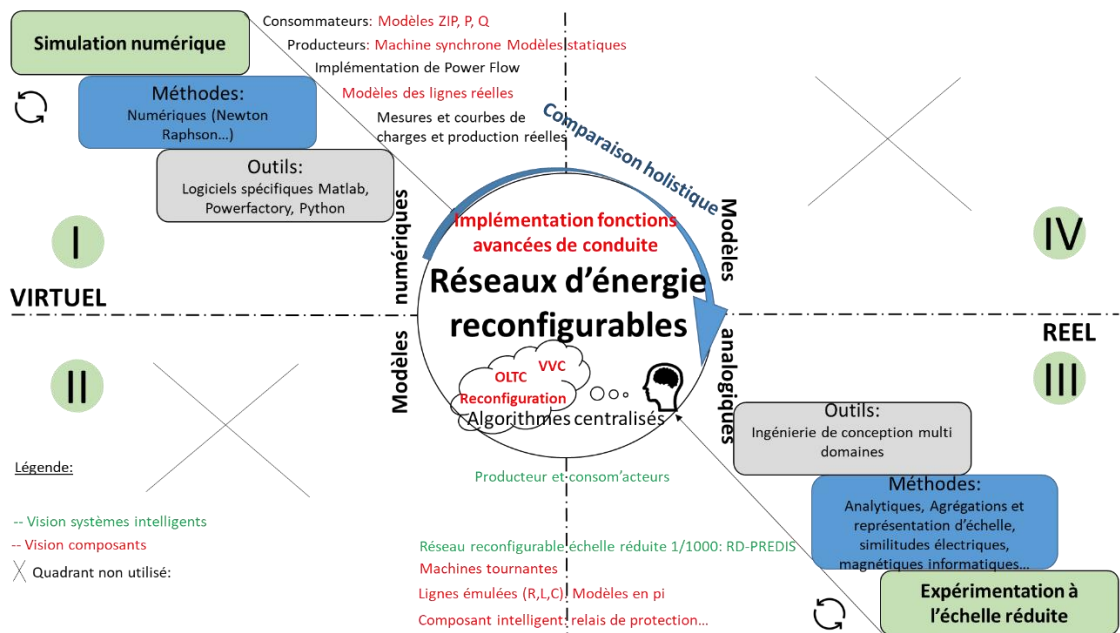 Consommateurs: Modèles ZIP, P, Q
Simulation numérique
Producteurs: Machine synchrone Modèles statiques
Implémentation de Power Flow
Méthodes:
Numériques (Newton
Raphson...)
Modèles des lignes réelles
Mesures et courbes de
charges et production réelles
Outils:
Logiciels spécifiques Matlab,
Powerfactory, Python
Comparaison holistique
I
VIRTUEL
Modèles
numériques
Implémentation fonctions
avancées de conduite
Réseaux d'énergie
reconfigurables
Modèles
analogiques
IV
REEL
II
III
VVC
OLTC
Reconfiguration
Algorithmes centralisés
Outils:
Ingénierie de conception multi
domaines
Légende:
-- Vision systèmes intelligents
-- Vision composants
Quadrant non utilisé:
Producteur et consom'acteurs
Méthodes:
Analytiques, Agrégations et
représentation d'échelle,
similitudes électriques,
magnétiques informatiques...
Réseau reconfigurable échelle réduite 1/1000: RD-PREDIS
Machines tournantes
Lignes émulées (R,L,C), Modèles en pi
Composant intelligent: relais de protection...
Expérimentation à
l'échelle réduite